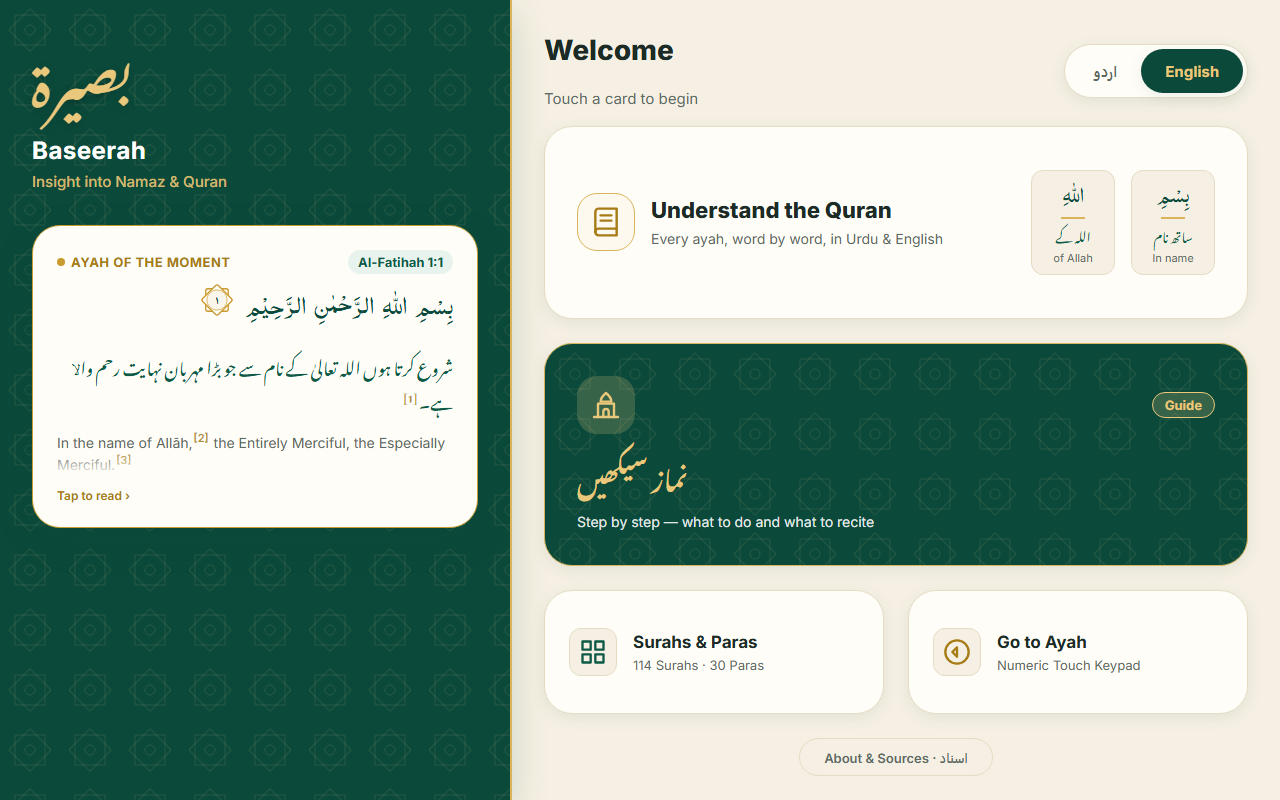 بصيرة
Baseerah
Insight into Namaz & Quran
AYAH OF THE MOMENT
Al-Fatihah 1:1
بِسْمِ اللّٰهِ الرَّحْمٰنِ الرَّحِيْمِ ١
شروع کرتا ہوں اللہ تعالیٰ کے نام سے جو بڑا مہربان نہایت رحم والا
ہے۔[1]
In the name of Allāh,[2] the Entirely Merciful, the Especially
Merciful.[3]
Tap to read ›
Welcome
Touch a card to begin
اردو
English
Understand the Quran
Every ayah, word by word, in Urdu & English
بِسْمِ
ساتھ نام
In name
اللّٰهِ
اللہ کے
of Allah
Guide
نماز سیکھیں
Step by step — what to do and what to recite
Surahs & Paras
114 Surahs · 30 Paras
Go to Ayah
Numeric Touch Keypad
About & Sources · اسناد